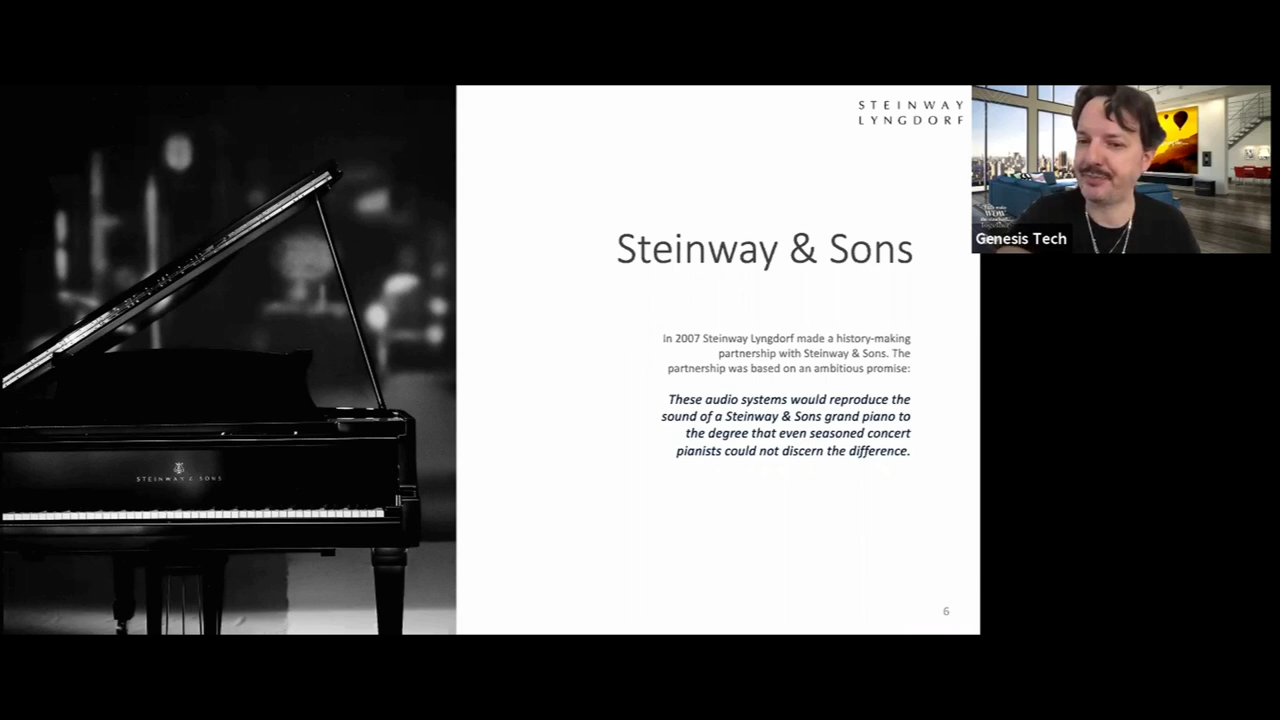 STEINWAY
LYNGDORF
Steinway & Sons
In 2007 Steinway Lyngdorf made a history-making
partnership with Steinway & Sons. The
partnership was based on an ambitious promise:
These audio systems would reproduce the
sound of a Steinway & Sons grand piano to
the degree that even seasoned concert
pianists could not discern the difference.
6
STEINWAY & SONS
WOW
Genesis Tech